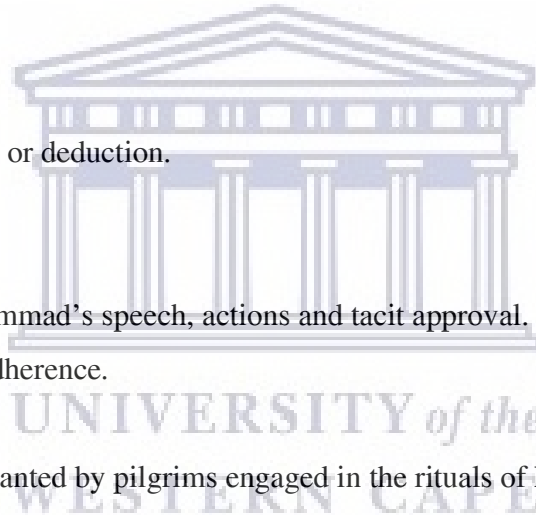 or deduction.
ammad’s speech, actions and tacit approval.
dherence.
UNIVERSITY of the
anted by pilgrims engaged in the rituals of
WESTERN CAPE